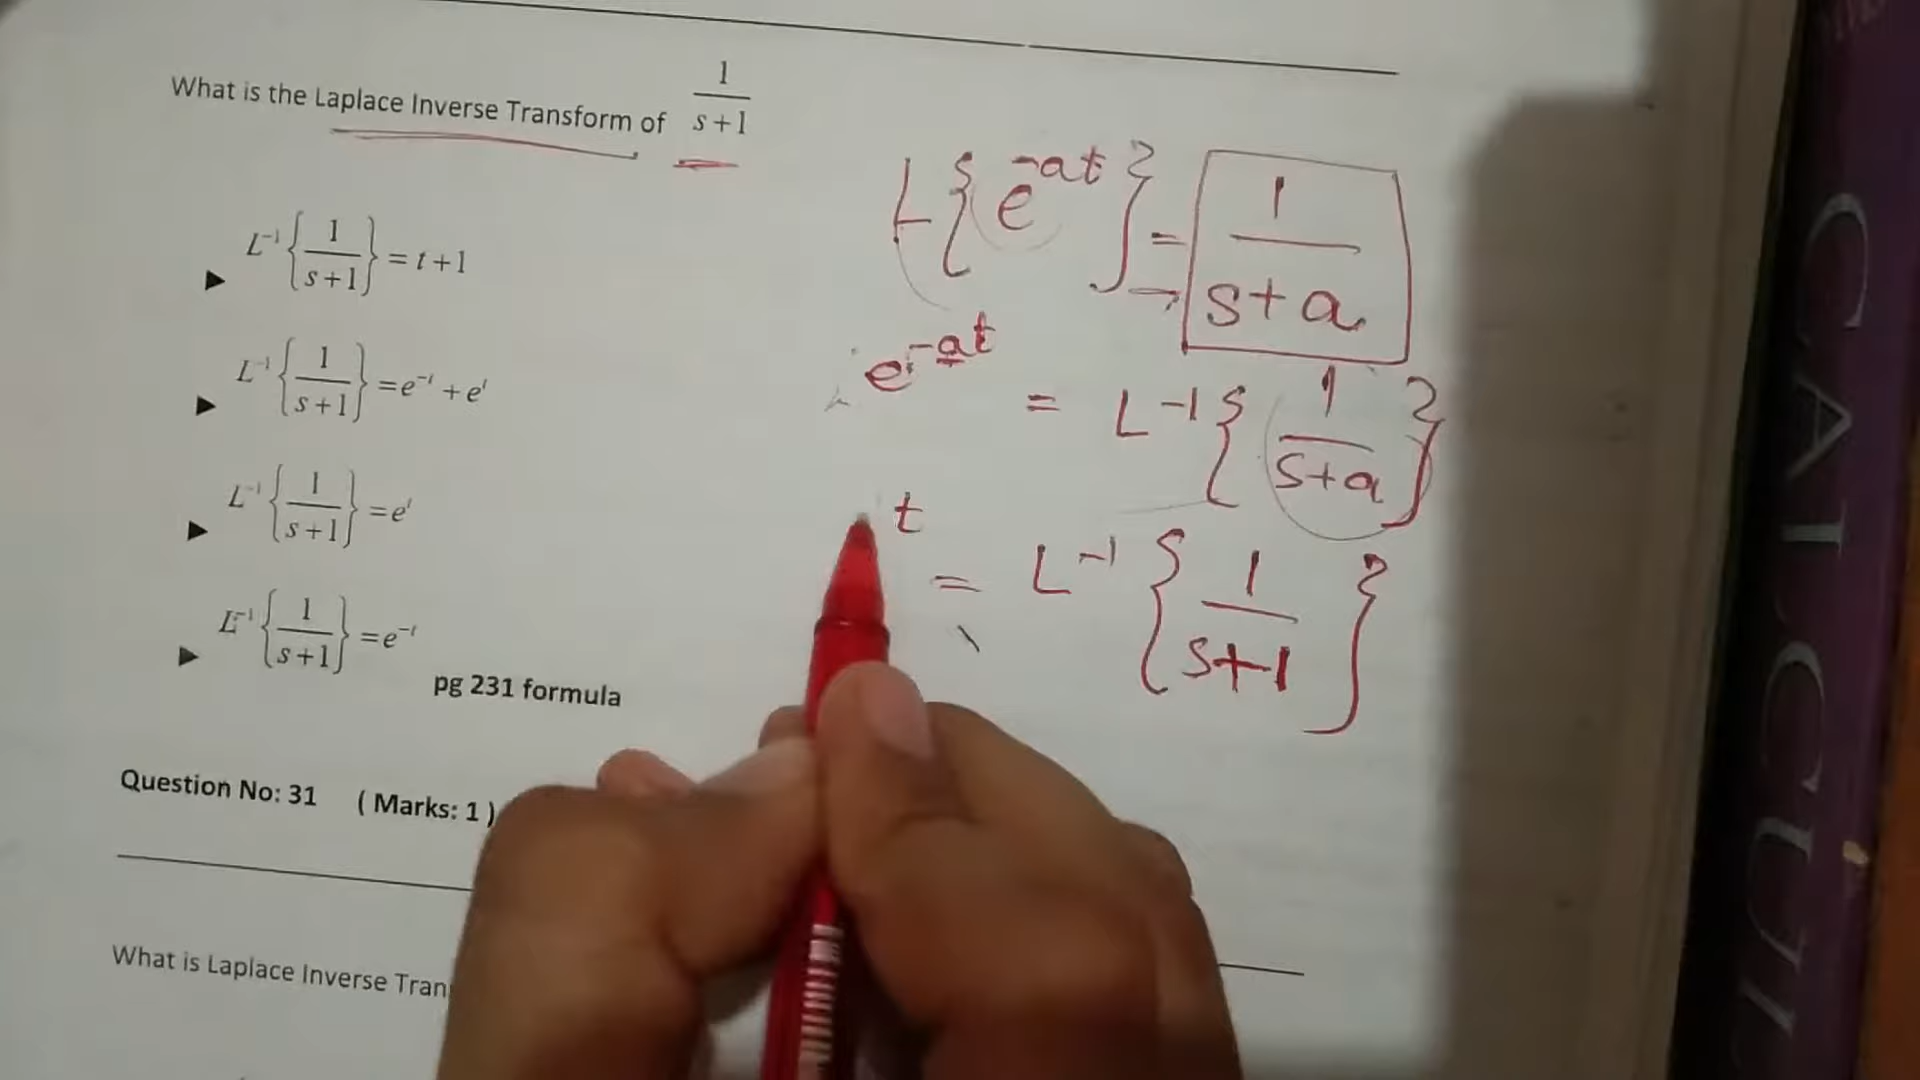 What is the Laplace Inverse Transform of 1/(s+1)
L⁻¹{1/(s+1)} = t+1
L⁻¹{1/(s+1)} = e⁻ᵗ + eᵗ
L⁻¹{1/(s+1)} = eᵗ
L⁻¹{1/(s+1)} = e⁻ᵗ
pg 231 formula
Question No: 31 ( Marks: 1 )
What is Laplace Inverse Tran
L{e⁻ᵃᵗ} = 1/(s+a)
e⁻ᵃᵗ = L⁻¹{1/(s+a)}
t = L⁻¹{1/(s+1)}
CALCU